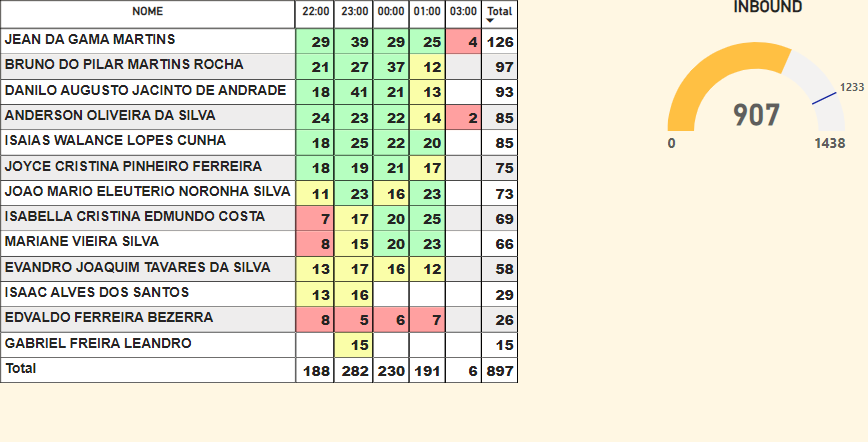 NOME 22:00 23:00 00:00 01:00 03:00 Total
JEAN DA GAMA MARTINS 29 39 29 25 4 126
BRUNO DO PILAR MARTINS ROCHA 21 27 37 12 97
DANILO AUGUSTO JACINTO DE ANDRADE 18 41 21 13 93
ANDERSON OLIVEIRA DA SILVA 24 23 22 14 2 85
ISAIAS WALANCE LOPES CUNHA 18 25 22 20 85
JOYCE CRISTINA PINHEIRO FERREIRA 18 19 21 17 75
JOAO MARIO ELEUTERIO NORONHA SILVA 11 23 16 23 73
ISABELLA CRISTINA EDMUNDO COSTA 7 17 20 25 69
MARIANE VIEIRA SILVA 8 15 20 23 66
EVANDRO JOAQUIM TAVARES DA SILVA 13 17 16 12 58
ISAAC ALVES DOS SANTOS 13 16 29
EDVALDO FERREIRA BEZERRA 8 5 6 7 26
GABRIEL FREIRA LEANDRO 15 15
Total 188 282 230 191 6 897
INBOUND
1233
907
0 1438